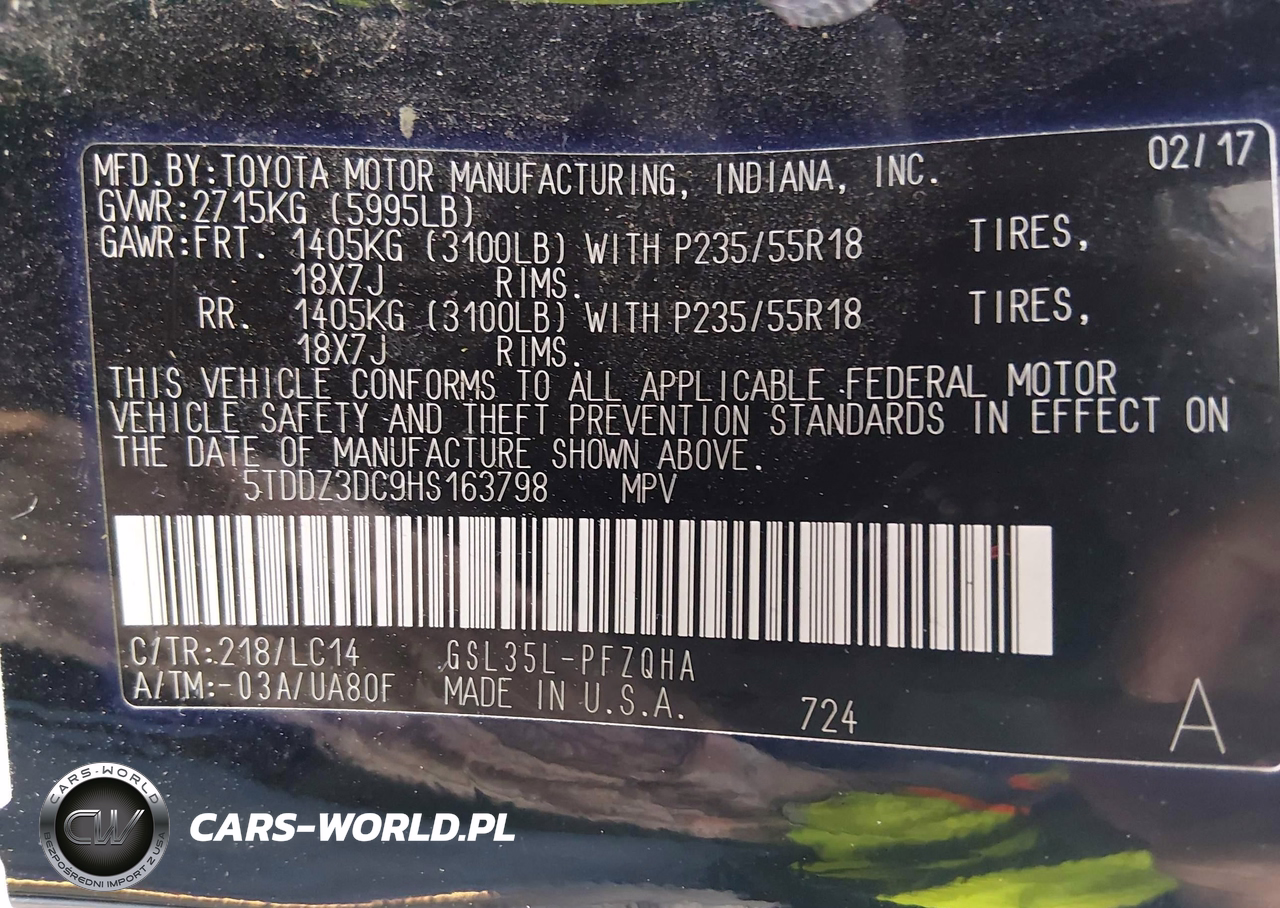 02/17
MFD.BY:TOYOTA MOTOR MANUFACTURING, INDIANA, INC.
GVWR:2715KG (5995LB)
GAWR:FRT. 1405KG (3100LB) WITH P235/55R18 TIRES,
18X7J RIMS.
RR. 1405KG (3100LB) WITH P235/55R18 TIRES,
18X7J RIMS.
THIS VEHICLE CONFORMS TO ALL APPLICABLE FEDERAL MOTOR
VEHICLE SAFETY AND THEFT PREVENTION STANDARDS IN EFFECT ON
THE DATE OF MANUFACTURE SHOWN ABOVE.
5TDDZ3DC9HS163798 MPV
C/TR:218/LC14 GSL35L-PFZQHA
A/TM:-03A/UA80F MADE IN U.S.A. 724 A
CARS-WORLD
CW
BEZPOŚREDNI IMPORT Z USA
CARS-WORLD.PL